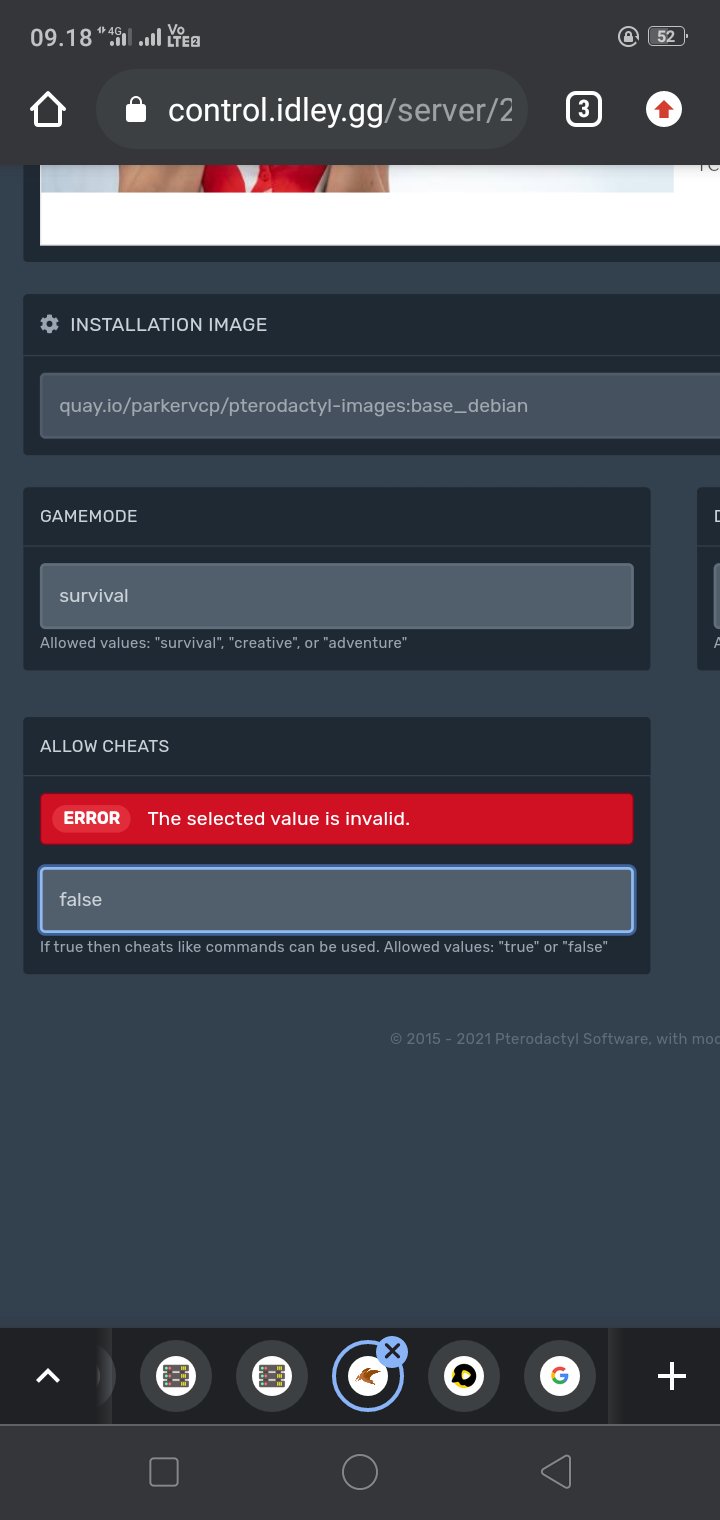 09.18 4G Vo LTE2 52
control.idley.gg/server/2
3
INSTALLATION IMAGE
quay.io/parkervcp/pterodactyl-images:base_debian
GAMEMODE
survival
Allowed values: "survival", "creative", or "adventure"
ALLOW CHEATS
ERROR The selected value is invalid.
false
If true then cheats like commands can be used. Allowed values: "true" or "false"
© 2015 - 2021 Pterodactyl Software, with